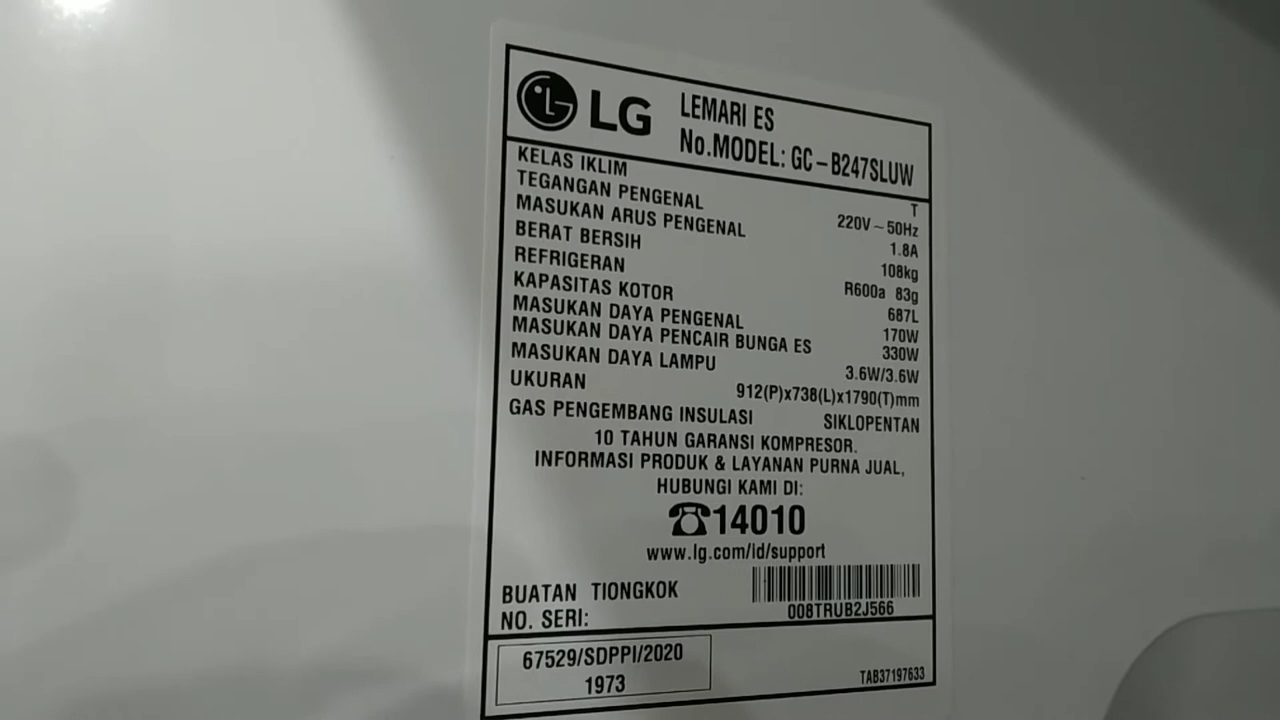 LG LEMARI ES
No.MODEL: GC-B247SLUW
KELAS IKLIM T
TEGANGAN PENGENAL 220V ~ 50Hz
MASUKAN ARUS PENGENAL 1.8A
BERAT BERSIH 108kg
REFRIGERAN R600a 83g
KAPASITAS KOTOR 687L
MASUKAN DAYA PENGENAL 170W
MASUKAN DAYA PENCAIR BUNGA ES 330W
MASUKAN DAYA LAMPU 3.6W/3.6W
UKURAN 912(P)x738(L)x1790(T)mm
GAS PENGEMBANG INSULASI SIKLOPENTAN
10 TAHUN GARANSI KOMPRESOR.
INFORMASI PRODUK & LAYANAN PURNA JUAL,
HUBUNGI KAMI DI:
☎14010
www.lg.com/id/support
BUATAN TIONGKOK
NO. SERI: 008TRUB2J566
67529/SDPPI/2020
1973
TAB37197633